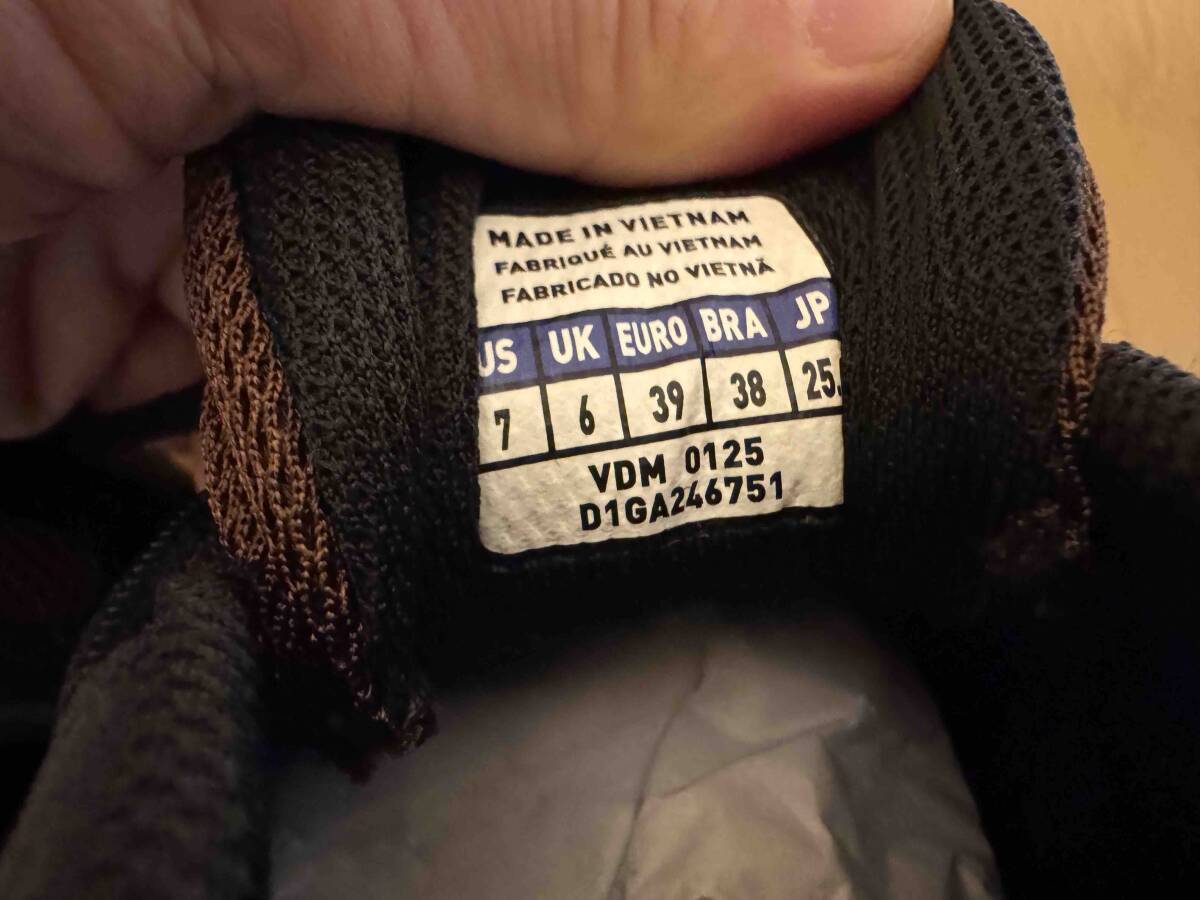 MADE IN VIETNAM
FABRIQUÉ AU VIETNAM
FABRICADO NO VIETNÃ
US UK EURO BRA JP
7 6 39 38 25.
VDM 0125
D1GA246751